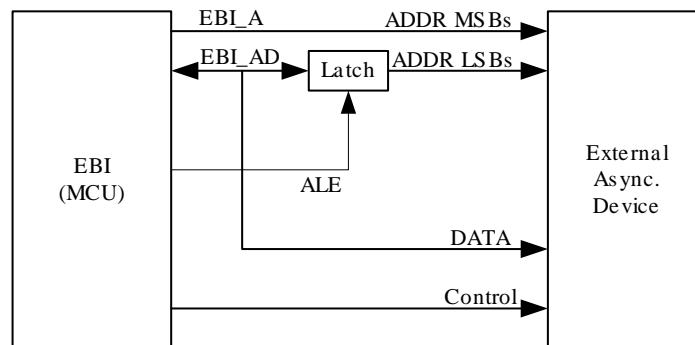 EBI_A
ADDR MSBs
EBI_AD
Latch
ADDR LSBs
EBI
(MCU)
ALE
External
Async.
Device
DATA
Control